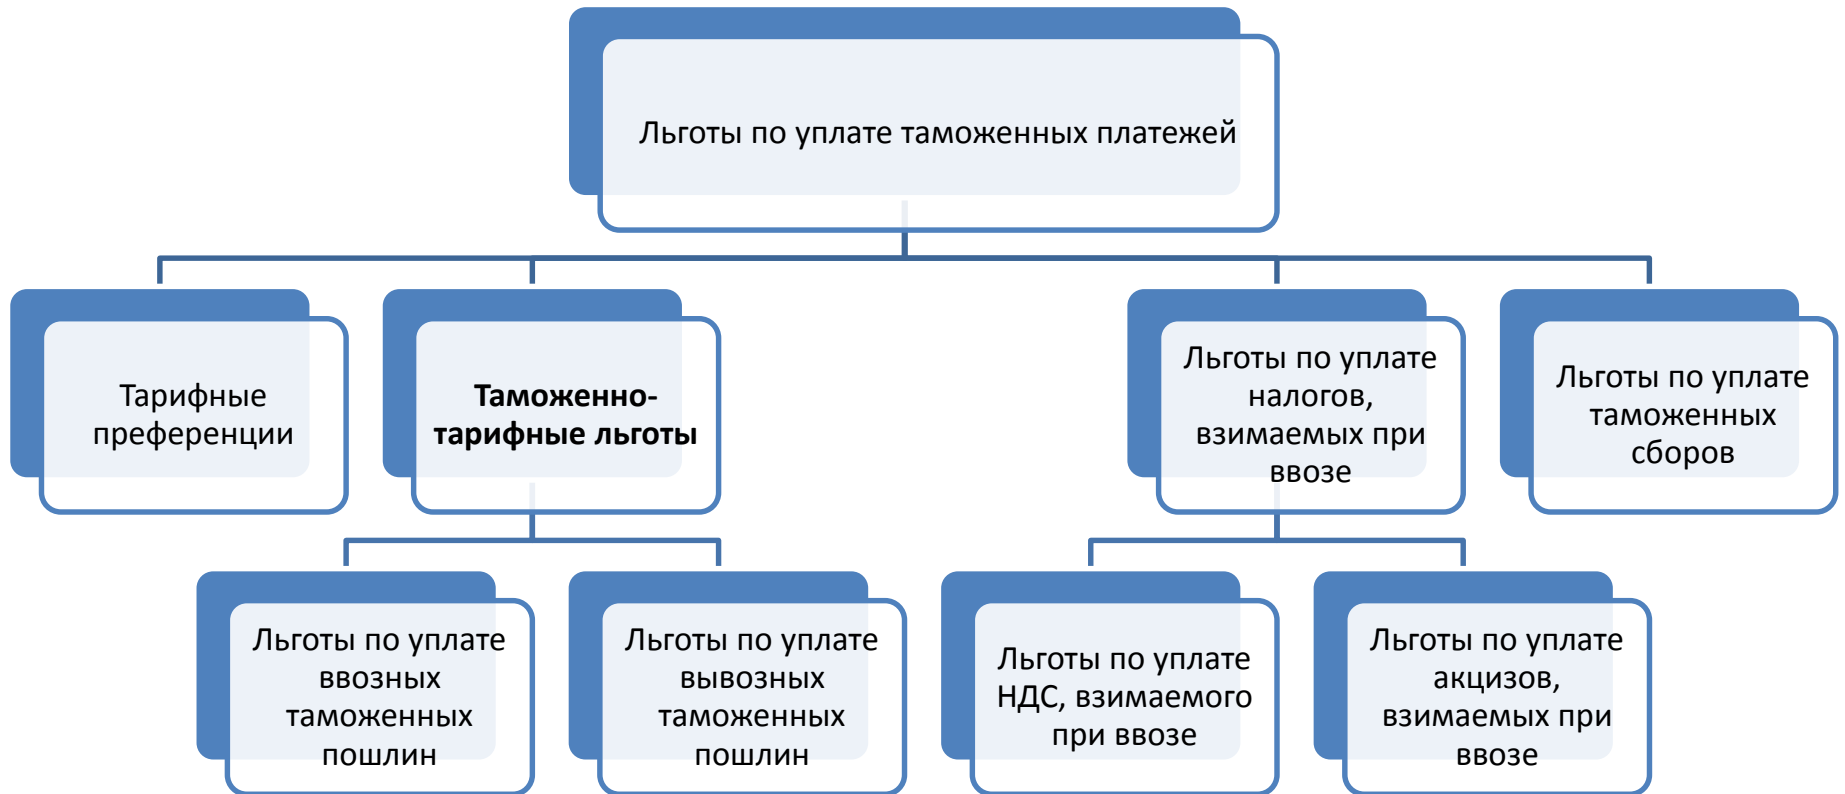 Льготы по уплате таможенных платежей
Тарифные
преференции
Таможенно-
тарифные льготы
Льготы по уплате
налогов,
взимаемых при
ввозе
Льготы по уплате
таможенных
сборов
Льготы по уплате
ввозных
таможенных
пошлин
Льготы по уплате
вывозных
таможенных
пошлин
Льготы по уплате
НДС, взимаемого
при ввозе
Льготы по уплате
акцизов,
взимаемых при
ввозе